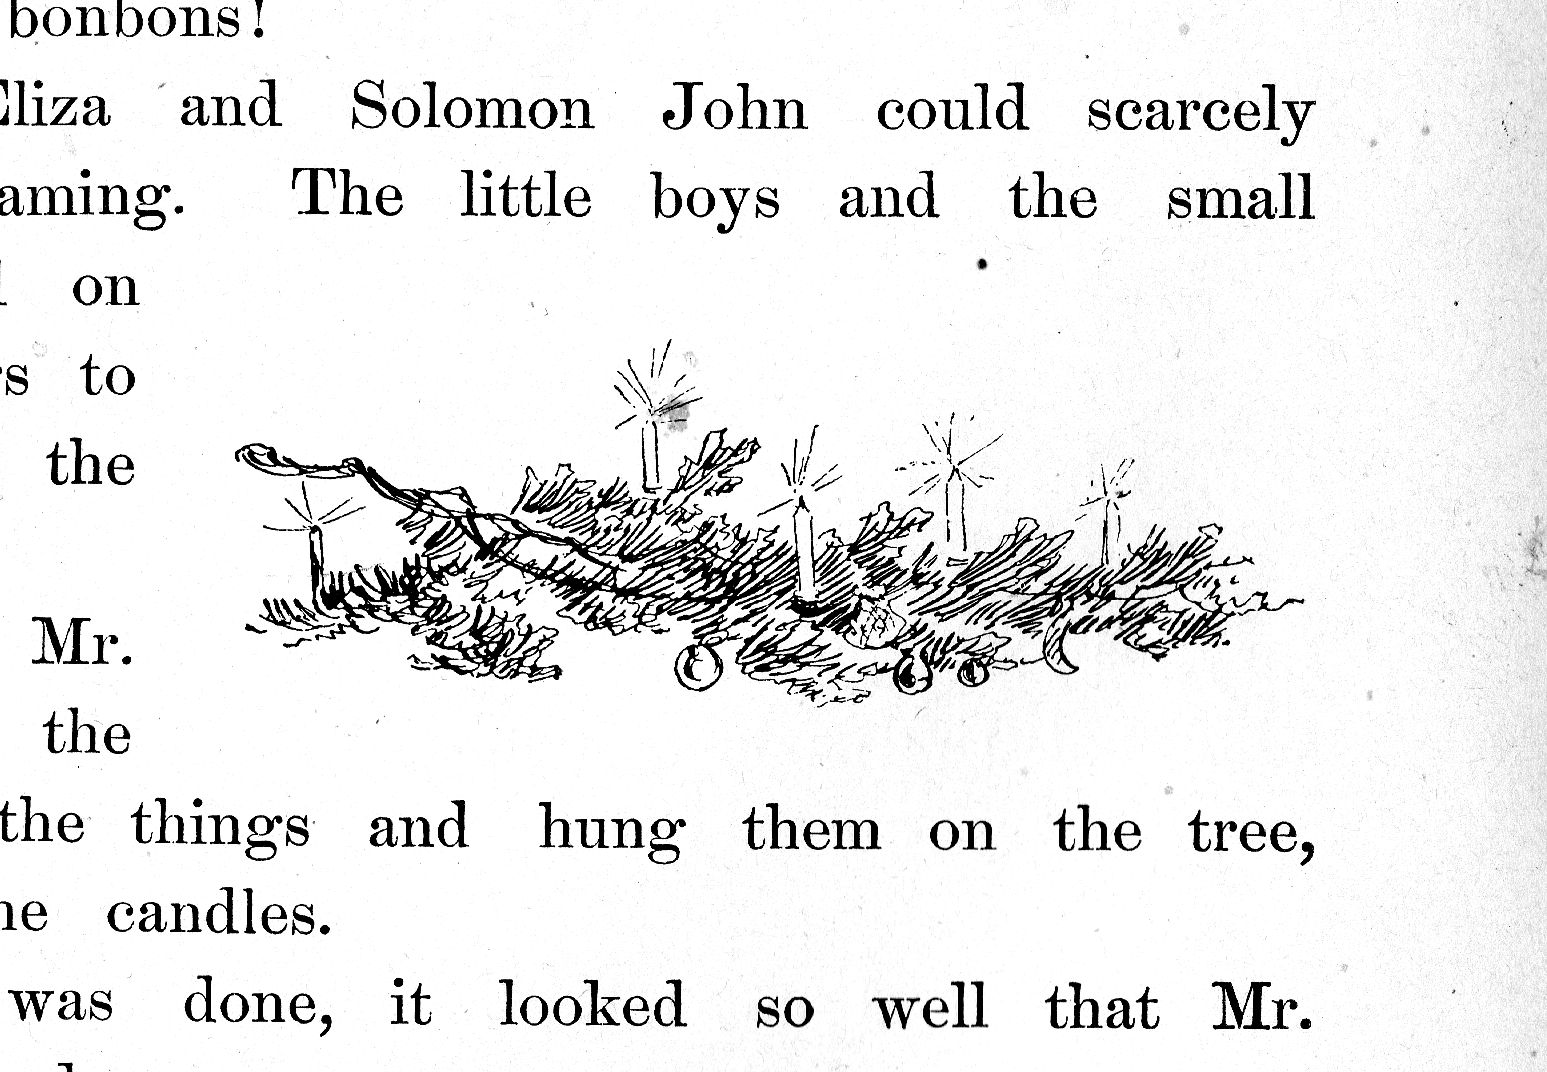 bonbons!
Eliza and Solomon John could scarcely
aming. The little boys and the small
on
s to
the
Mr.
the
the things and hung them on the tree,
candles.
was done, it looked so well that Mr.